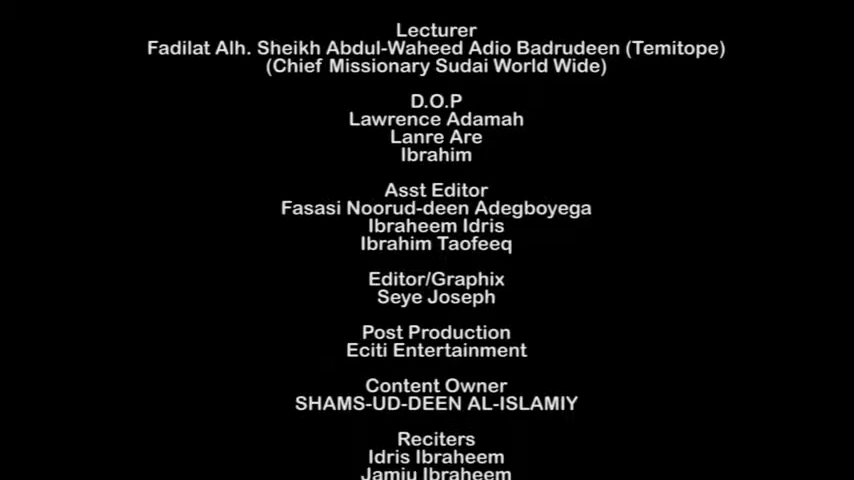 Lecturer
Fadilat Alh. Sheikh Abdul-Waheed Adio Badrudeen (Temitope)
(Chief Missionary Sudai World Wide)
D.O.P
Lawrence Adamah
Lanre Are
Ibrahim
Asst Editor
Fasasi Noorud-deen Adegboyega
Ibraheem Idris
Ibrahim Taofeeq
Editor/Graphix
Seye Joseph
Post Production
Eciti Entertainment
Content Owner
SHAMS-UD-DEEN AL-ISLAMIY
Reciters
Idris Ibraheem
Jamiu Ibraheem